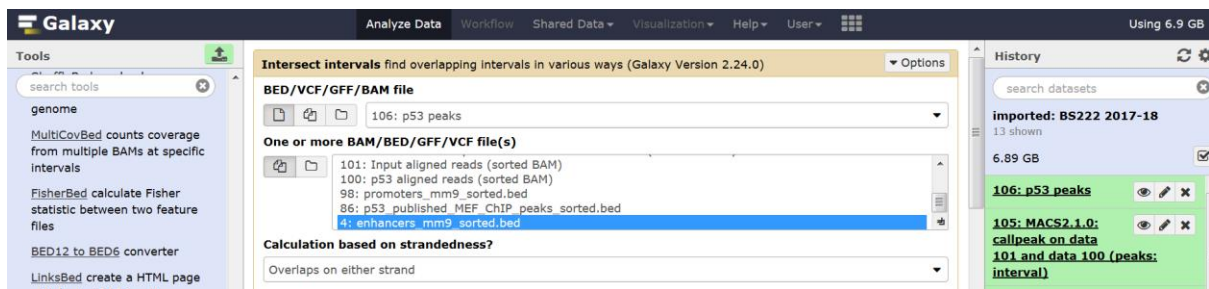 Galaxy
Analyze Data Workflow Shared Data Visualization Help User Using 6.9 GB
Tools
search tools
genome
MultiCovBed counts coverage
from multiple BAMs at specific
intervals
FisherBed calculate Fisher
statistic between two feature
files
BED12 to BED6 converter
LinksBed create a HTML page
Intersect intervals find overlapping intervals in various ways (Galaxy Version 2.24.0)
Options
BED/VCF/GFF/BAM file
106: p53 peaks
One or more BAM/BED/GFF/VCF file(s)
101: Input aligned reads (sorted BAM)
100: p53 aligned reads (sorted BAM)
98: promoters_mm9_sorted.bed
86: p53_published_MEF_ChIP_peaks_sorted.bed
4: enhancers_mm9_sorted.bed
Calculation based on strandedness?
Overlaps on either strand
History
search datasets
imported: BS222 2017-18
13 shown
6.89 GB
106: p53 peaks
105: MACS2.1.0:
callpeak on data
101 and data 100 (peaks:
interval)